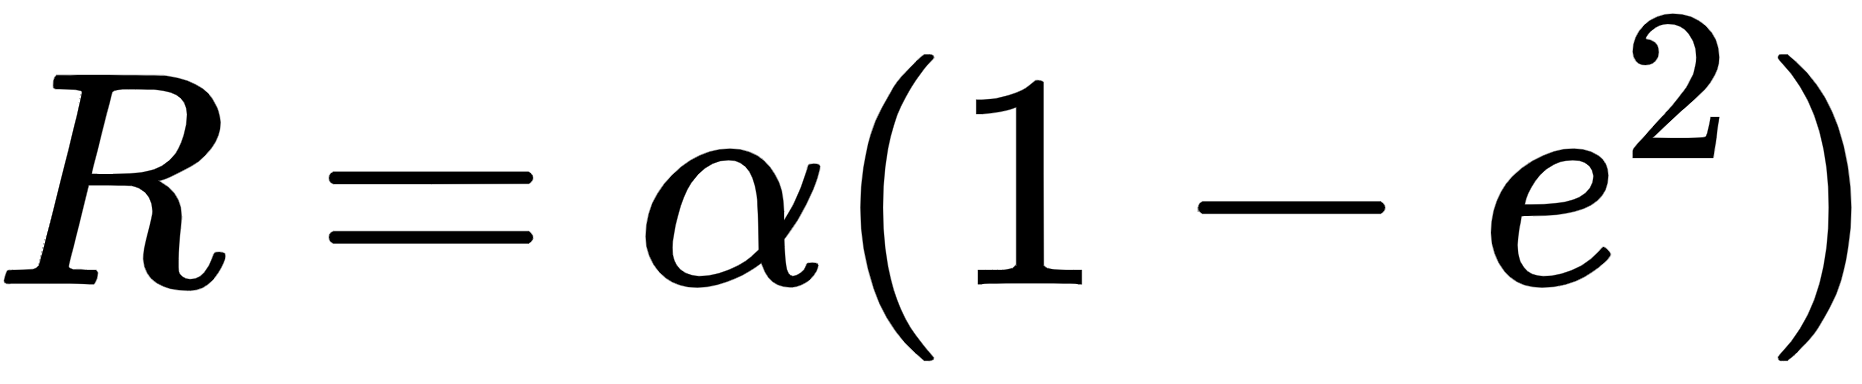 R = α(1 − e²)